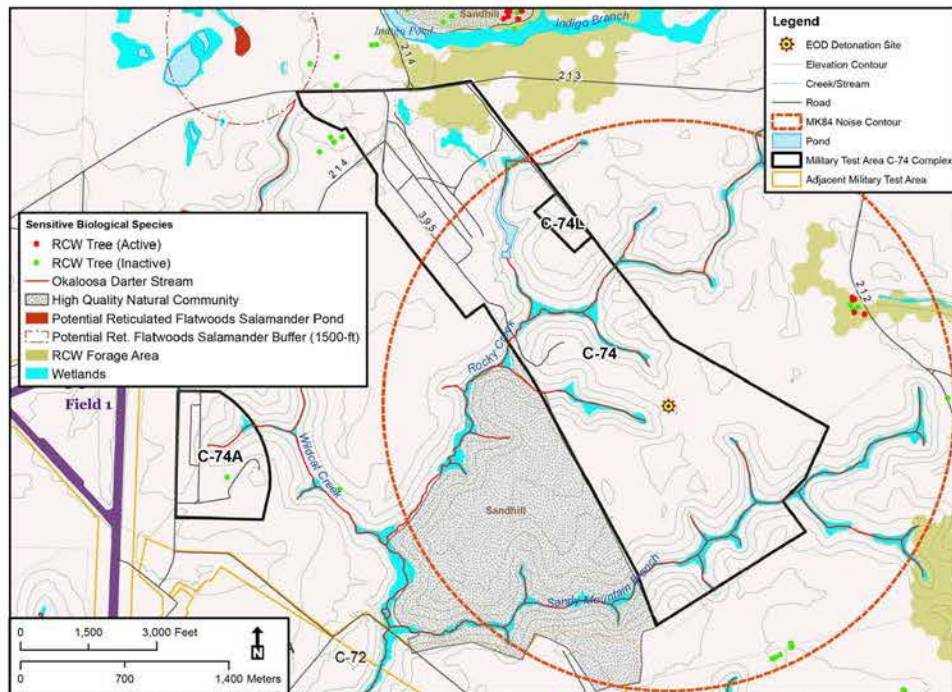 Sandhill
Indigo Branch
Indigo Pond
214
213
Legend
EOD Detonation Site
Elevation Contour
Creek/Stream
Road
MK84 Noise Contour
Pond
Military Test Area C-74 Complex
Adjacent Military Test Area
214
395
C-74L
Sensitive Biological Species
RCW Tree (Active)
RCW Tree (Inactive)
Okaloosa Darter Stream
High Quality Natural Community
Potential Reticulated Flatwoods Salamander Pond
Potential Ret. Flatwoods Salamander Buffer (1500-ft)
RCW Forage Area
Wetlands
212
Rocky Creek
C-74
Field 1
C-74A
Wildcat Creek
Sandhill
Sandy Mountain Branch
0 1,500 3,000 Feet
N
0 700 1,400 Meters
C-72